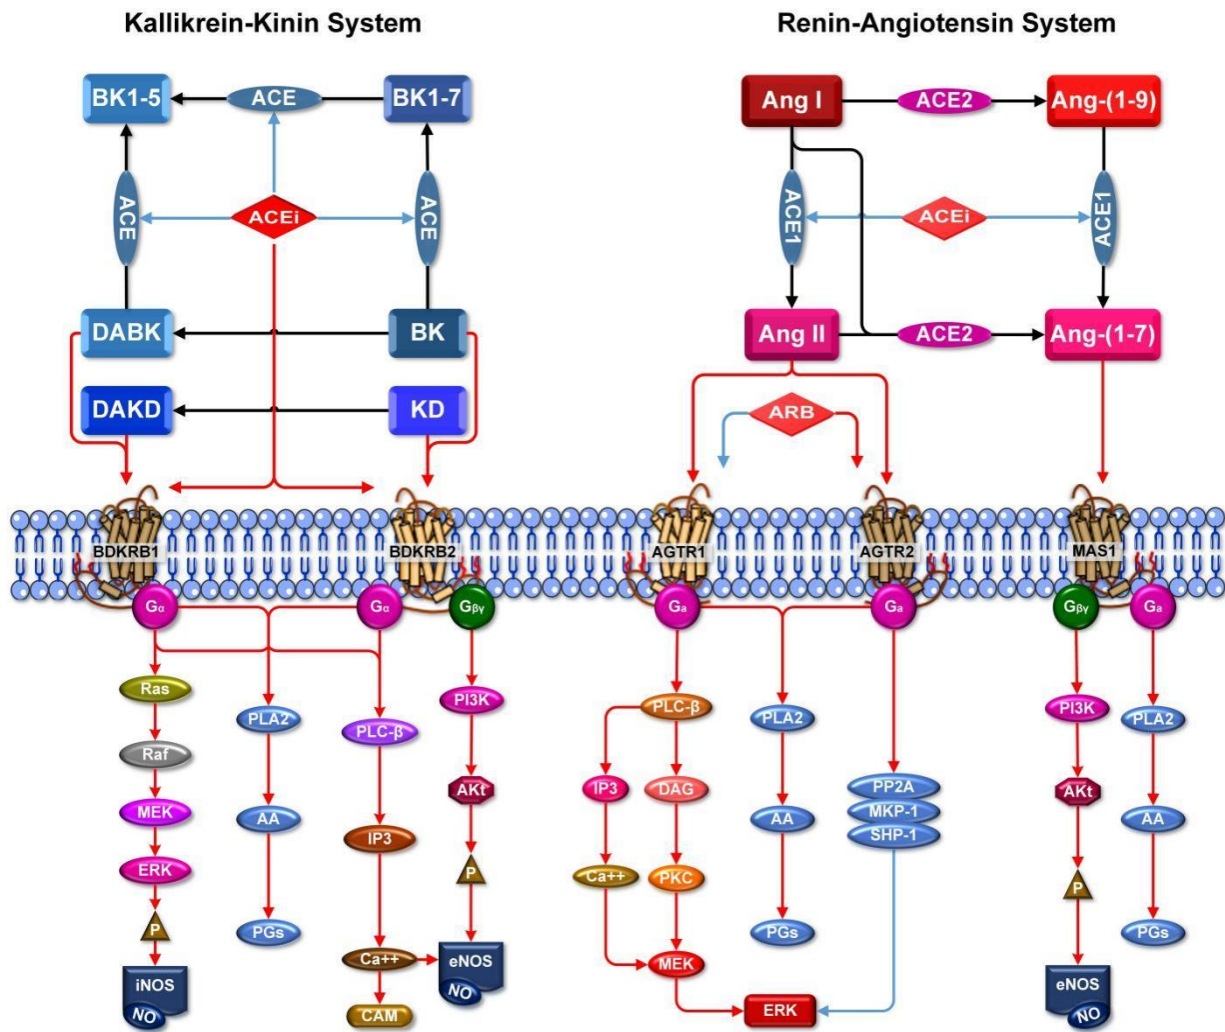 Kallikrein-Kinin System
Renin-Angiotensin System
BK1-5
ACE
BK1-7
Ang I
ACE2
Ang-(1-9)
ACE
ACEi
ACE
ACE1
ACEi
ACE1
DABK
BK
Ang II
ACE2
Ang-(1-7)
DAKD
KD
ARB
BDKRB1
BDKRB2
AGTR1
AGTR2
MAS1
Gα
Gα
Gβγ
Ga
Ga
Gβγ
Ga
Ras
PI3K
PLC-β
PI3K
PLA2
PLC-β
PLA2
PLA2
Raf
MEK
AKt
IP3
DAG
PP2A
AKt
AA
IP3
AA
MKP-1
AA
SHP-1
ERK
P
Ca++
PKC
P
P
PGs
PGs
PGs
iNOS
NO
Ca++
eNOS
NO
MEK
eNOS
NO
CAM
ERK